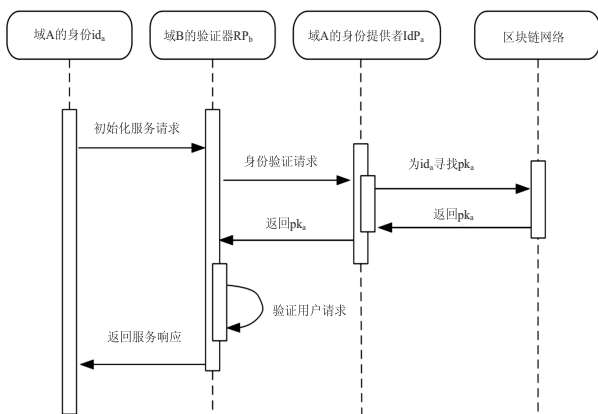 域A的身份idₐ
域B的验证器RP_b
域A的身份提供者IdPₐ
区块链网络
初始化服务请求
身份验证请求
为idₐ寻找pkₐ
返回pkₐ
返回pkₐ
验证用户请求
返回服务响应